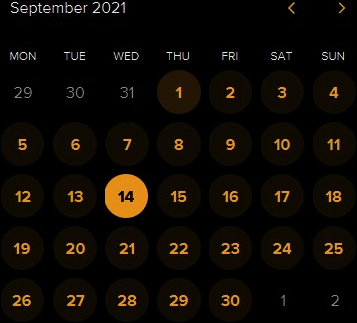 September 2021
MON TUE WED THU FRI SAT SUN
29 30 31 1 2 3 4
5 6 7 8 9 10 11
12 13 14 15 16 17 18
19 20 21 22 23 24 25
26 27 28 29 30 1 2